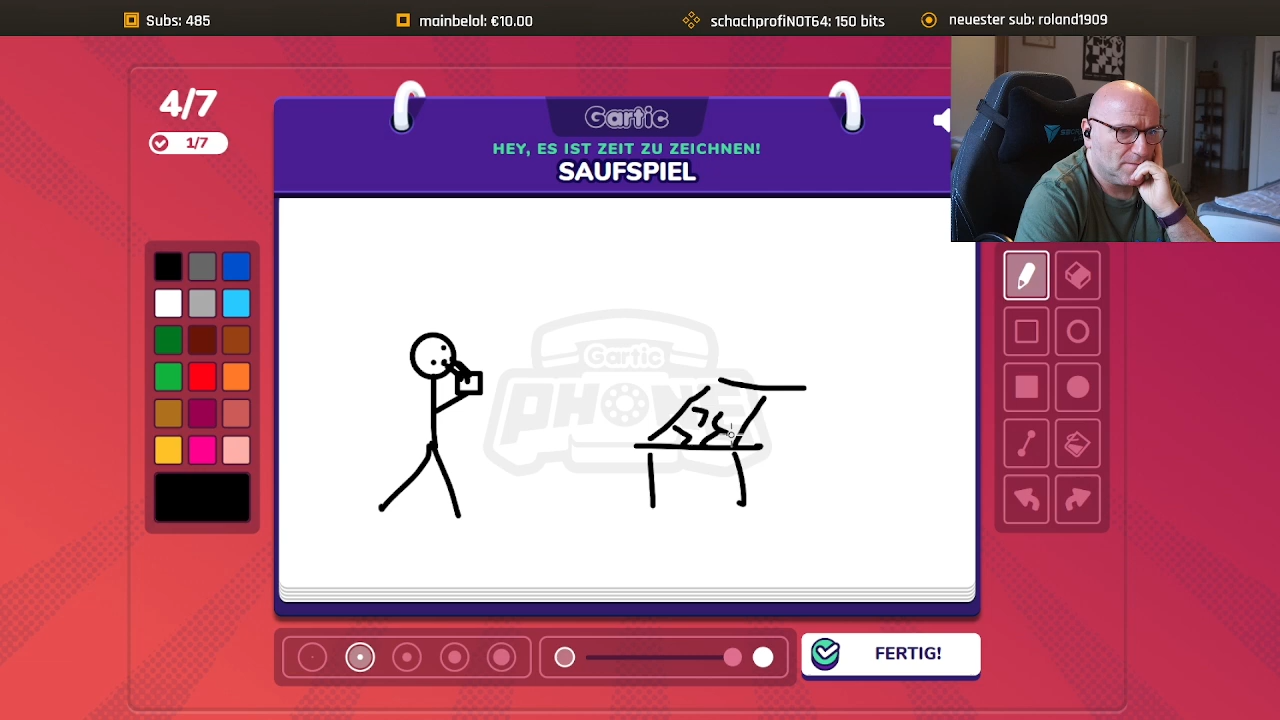 Subs: 485
mainbelol: €10.00
schachprofiN0T64: 150 bits
neuester sub: roland1909
4/7
1/7
Gartic
HEY, ES IST ZEIT ZU ZEICHNEN!
SAUFSPIEL
Gartic
PHONE
FERTIG!